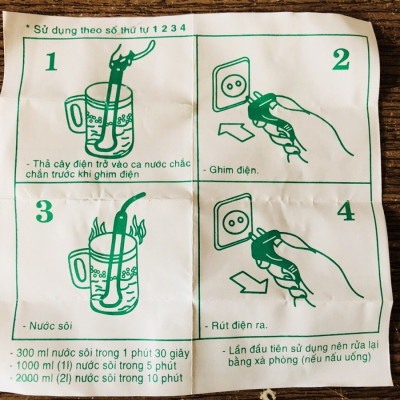 * Sử dụng theo số thứ tự 1 2 3 4
1
2
- Thả cây điện trở vào ca nước chắc
chắn trước khi ghim điện
- Ghim điện.
3
4
- Nước sôi
- Rút điện ra.
- 300 ml nước sôi trong 1 phút 30 giây
- 1000 ml (1l) nước sôi trong 5 phút
- 2000 ml (2l) nước sôi trong 10 phút
- Lần đầu tiên sử dụng nên rửa lại
bằng xà phòng (nếu nấu uống)